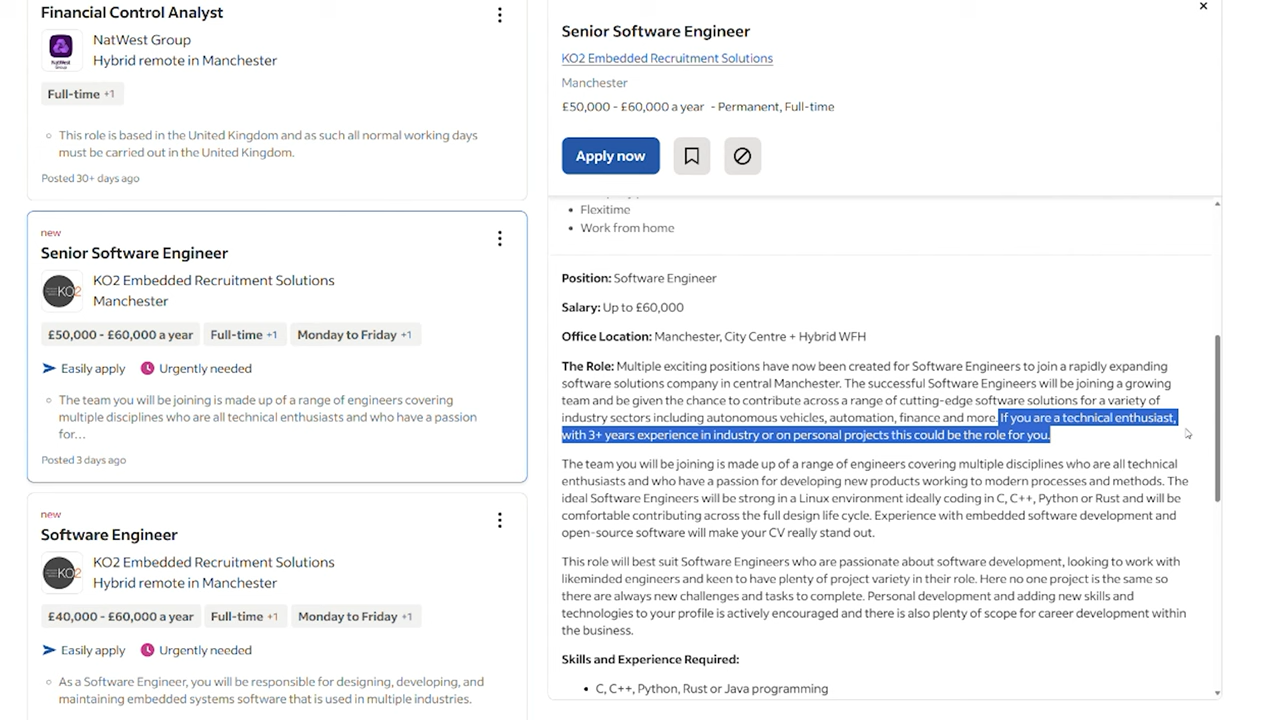 Financial Control Analyst
NatWest
Group
NatWest Group
Hybrid remote in Manchester
Full-time +1
This role is based in the United Kingdom and as such all normal working days
must be carried out in the United Kingdom.
Posted 30+ days ago
new
Senior Software Engineer
KO2
KO2 Embedded Recruitment Solutions
Manchester
£50,000 - £60,000 a year
Full-time +1
Monday to Friday +1
Easily apply
Urgently needed
The team you will be joining is made up of a range of engineers covering
multiple disciplines who are all technical enthusiasts and who have a passion
for…
Posted 3 days ago
new
Software Engineer
KO2
KO2 Embedded Recruitment Solutions
Hybrid remote in Manchester
£40,000 - £60,000 a year
Full-time +1
Monday to Friday +1
Easily apply
Urgently needed
As a Software Engineer, you will be responsible for designing, developing, and
maintaining embedded systems software that is used in multiple industries.
Senior Software Engineer
KO2 Embedded Recruitment Solutions
Manchester
£50,000 - £60,000 a year - Permanent, Full-time
Apply now
Flexitime
Work from home
Position: Software Engineer
Salary: Up to £60,000
Office Location: Manchester, City Centre + Hybrid WFH
The Role: Multiple exciting positions have now been created for Software Engineers to join a rapidly expanding
software solutions company in central Manchester. The successful Software Engineers will be joining a growing
team and be given the chance to contribute across a range of cutting-edge software solutions for a variety of
industry sectors including autonomous vehicles, automation, finance and more. If you are a technical enthusiast,
with 3+ years experience in industry or on personal projects this could be the role for you.
The team you will be joining is made up of a range of engineers covering multiple disciplines who are all technical
enthusiasts and who have a passion for developing new products working to modern processes and methods. The
ideal Software Engineers will be strong in a Linux environment ideally coding in C, C++, Python or Rust and will be
comfortable contributing across the full design life cycle. Experience with embedded software development and
open-source software will make your CV really stand out.
This role will best suit Software Engineers who are passionate about software development, looking to work with
likeminded engineers and keen to have plenty of project variety in their role. Here no one project is the same so
there are always new challenges and tasks to complete. Personal development and adding new skills and
technologies to your profile is actively encouraged and there is also plenty of scope for career development within
the business.
Skills and Experience Required:
C, C++, Python, Rust or Java programming